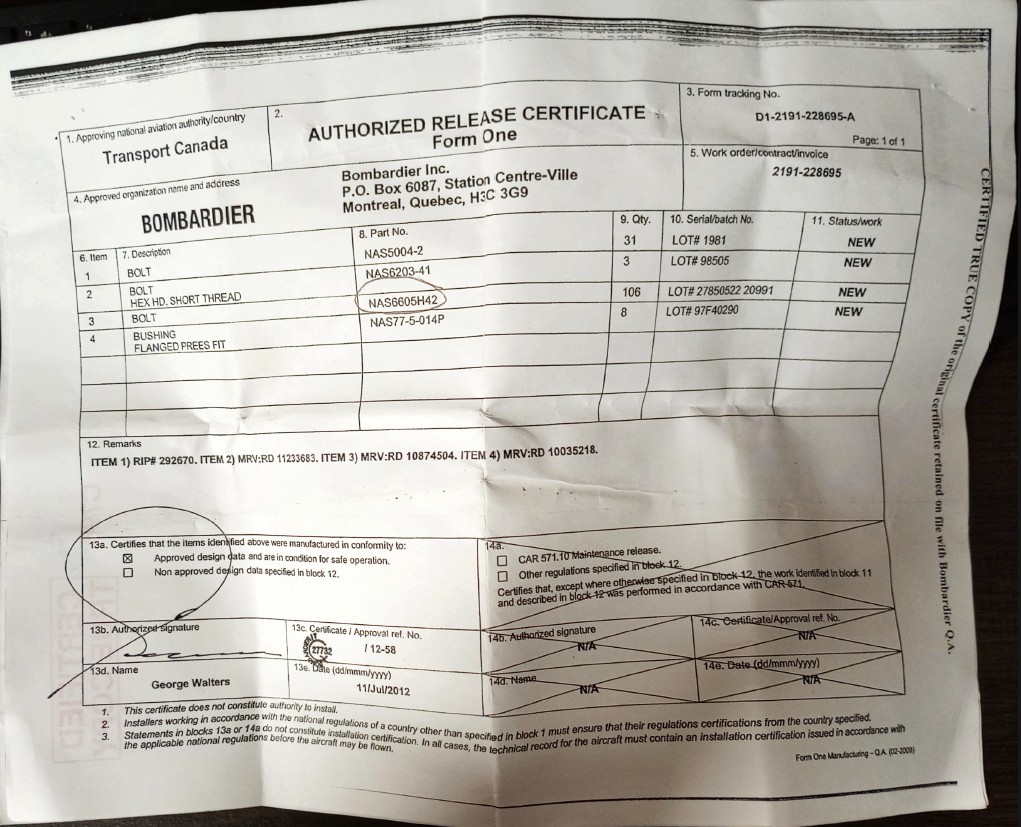 1. Approving national aviation authority/country
Transport Canada
2.
AUTHORIZED RELEASE CERTIFICATE
Form One
3. Form tracking No.
D1-2191-228695-A
Page: 1 of 1
4. Approved organization name and address
BOMBARDIER
Bombardier Inc.
P.O. Box 6087, Station Centre-Ville
Montreal, Quebec, H3C 3G9
5. Work order/contract/invoice
2191-228695
6. Item 7. Description 8. Part No. 9. Qty. 10. Serial/batch No. 11. Status/work
1 BOLT NAS5004-2 31 LOT# 1981 NEW
2 BOLT NAS6203-41 3 LOT# 98505 NEW
HEX HD. SHORT THREAD
3 BOLT NAS6605H42 106 LOT# 27850522 20991 NEW
4 BUSHING NAS77-5-014P 8 LOT# 97F40290 NEW
FLANGED PREES FIT
12. Remarks
ITEM 1) RIP# 292670. ITEM 2) MRV:RD 11233683. ITEM 3) MRV:RD 10874504. ITEM 4) MRV:RD 10035218.
13a. Certifies that the items identified above were manufactured in conformity to:
Approved design data and are in condition for safe operation.
Non approved design data specified in block 12.
14a.
CAR 571.10 Maintenance release.
Other regulations specified in block 12.
Certifies that, except where otherwise specified in block 12, the work identified in block 11
and described in block 12 was performed in accordance with CAR 571.
13b. Authorized signature
13c. Certificate / Approval ref. No.
27732
/ 12-58
14b. Authorized signature
N/A
14c. Certificate/Approval ref. No.
N/A
13d. Name
George Walters
13e. Date (dd/mmm/yyyy)
11/Jul/2012
14d. Name
N/A
14e. Date (dd/mmm/yyyy)
N/A
1. This certificate does not constitute authority to install.
2. Installers working in accordance with the national regulations of a country other than specified in block 1 must ensure that their regulations certifications from the country specified.
3. Statements in blocks 13a or 14a do not constitute installation certification. In all cases, the technical record for the aircraft must contain an installation certification issued in accordance with
the applicable national regulations before the aircraft may be flown.
Form One Manufacturing – Q.A. (02-2009)
CERTIFIED TRUE COPY of the original certificate retained on file with Bombardier Q.A.